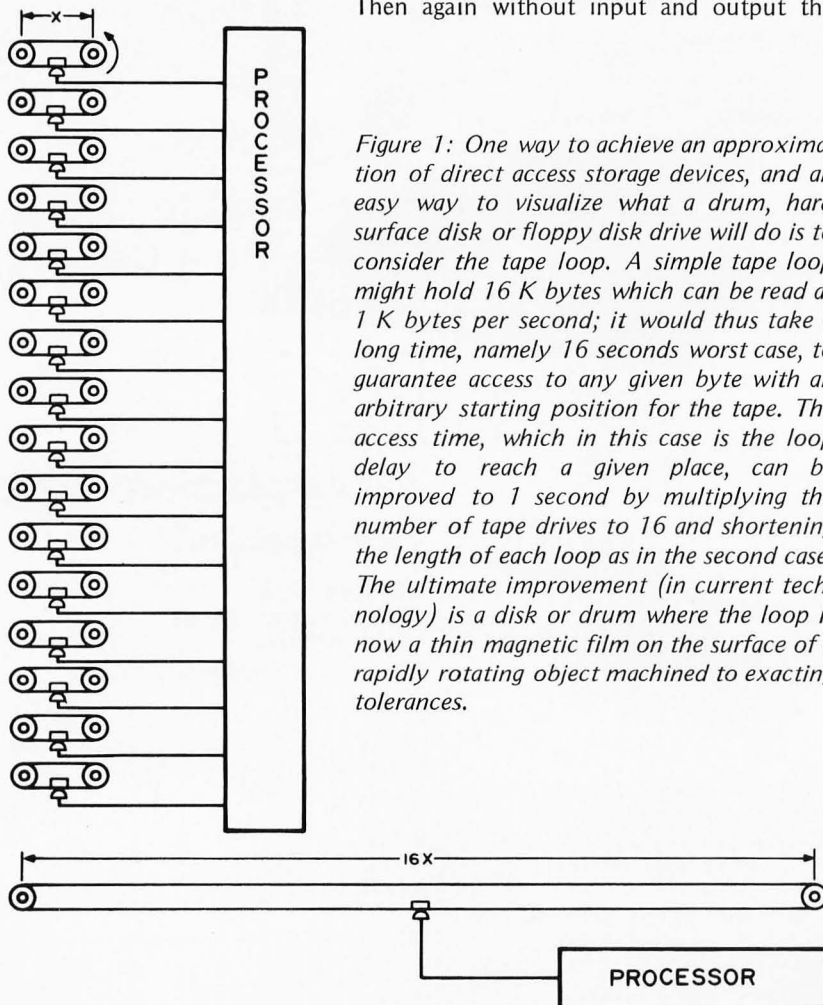 Then again without input and output th
X
PROCESSOR
Figure 1: One way to achieve an approxima
tion of direct access storage devices, and a
easy way to visualize what a drum, hard
surface disk or floppy disk drive will do is t
consider the tape loop. A simple tape loop
might hold 16 K bytes which can be read a
1 K bytes per second; it would thus take
long time, namely 16 seconds worst case, t
guarantee access to any given byte with a
arbitrary starting position for the tape. Th
access time, which in this case is the loop
delay to reach a given place, can b
improved to 1 second by multiplying th
number of tape drives to 16 and shortening
the length of each loop as in the second case
The ultimate improvement (in current tech
nology) is a disk or drum where the loop i
now a thin magnetic film on the surface of
rapidly rotating object machined to exacting
tolerances.
16X
PROCESSOR